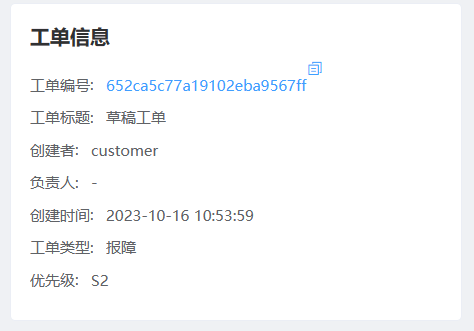 工单信息
工单编号: 652ca5c77a19102eba9567ff
工单标题: 草稿工单
创建者: customer
负责人: -
创建时间: 2023-10-16 10:53:59
工单类型: 报障
优先级: S2